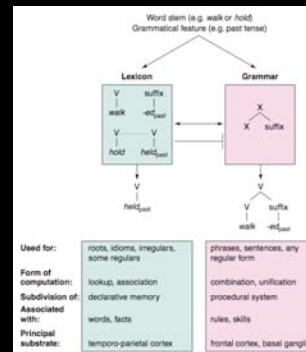 Word stem (e.g. walk or hold)
Grammatical feature (e.g. past tense)
Lexicon
Grammar
V suffix
walk -ed past
V V
hold held past
X
X suffix
V
held past
V
V suffix
walk -ed past
Used for: roots, idioms, irregulars, some regulars
phrases, sentences, any regular form
Form of computation: lookup, association
combination, unification
Subdivision of: declarative memory
procedural system
Associated with: words, facts
rules, skills
Principal substrate: temporo-parietal cortex
frontal cortex, basal gangli